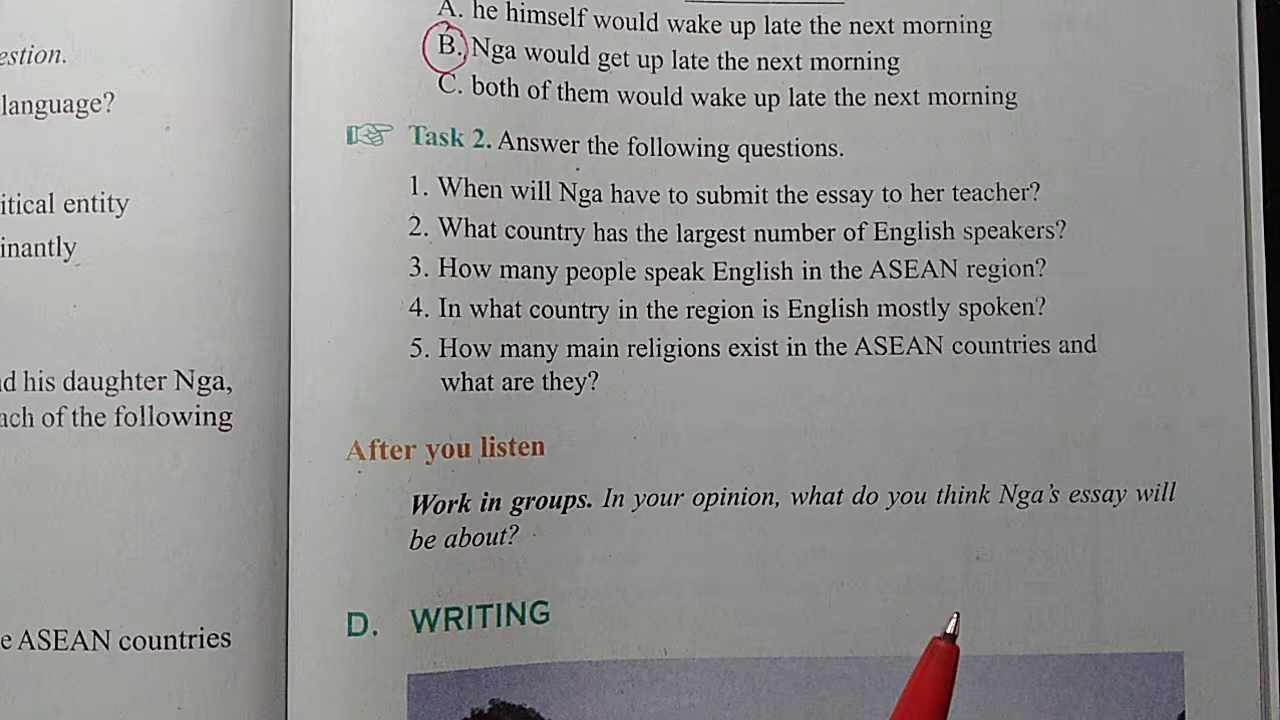 estion.
language?
itical entity
inantly
d his daughter Nga,
ach of the following
e ASEAN countries
A. he himself would wake up late the next morning
B. Nga would get up late the next morning
C. both of them would wake up late the next morning
Task 2. Answer the following questions.
1. When will Nga have to submit the essay to her teacher?
2. What country has the largest number of English speakers?
3. How many people speak English in the ASEAN region?
4. In what country in the region is English mostly spoken?
5. How many main religions exist in the ASEAN countries and
what are they?
After you listen
Work in groups. In your opinion, what do you think Nga's essay will
be about?
D. WRITING